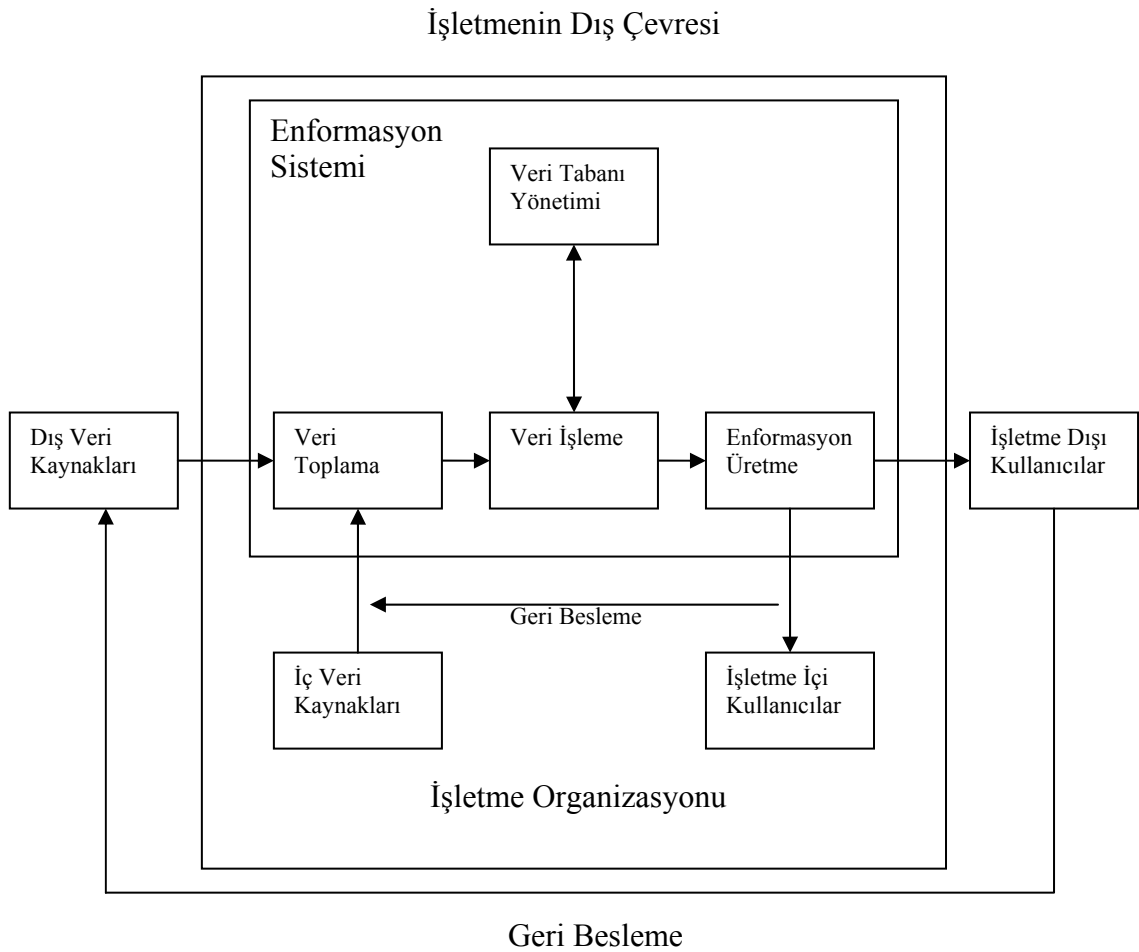 İşletmenin Dış Çevresi
Enformasyon
Sistemi
Veri Tabanı
Yönetimi
Dış Veri
Kaynakları
Veri
Toplama
Veri İşleme
Enformasyon
Üretme
İşletme Dışı
Kullanıcılar
Geri Besleme
İç Veri
Kaynakları
İşletme İçi
Kullanıcılar
İşletme Organizasyonu
Geri Besleme